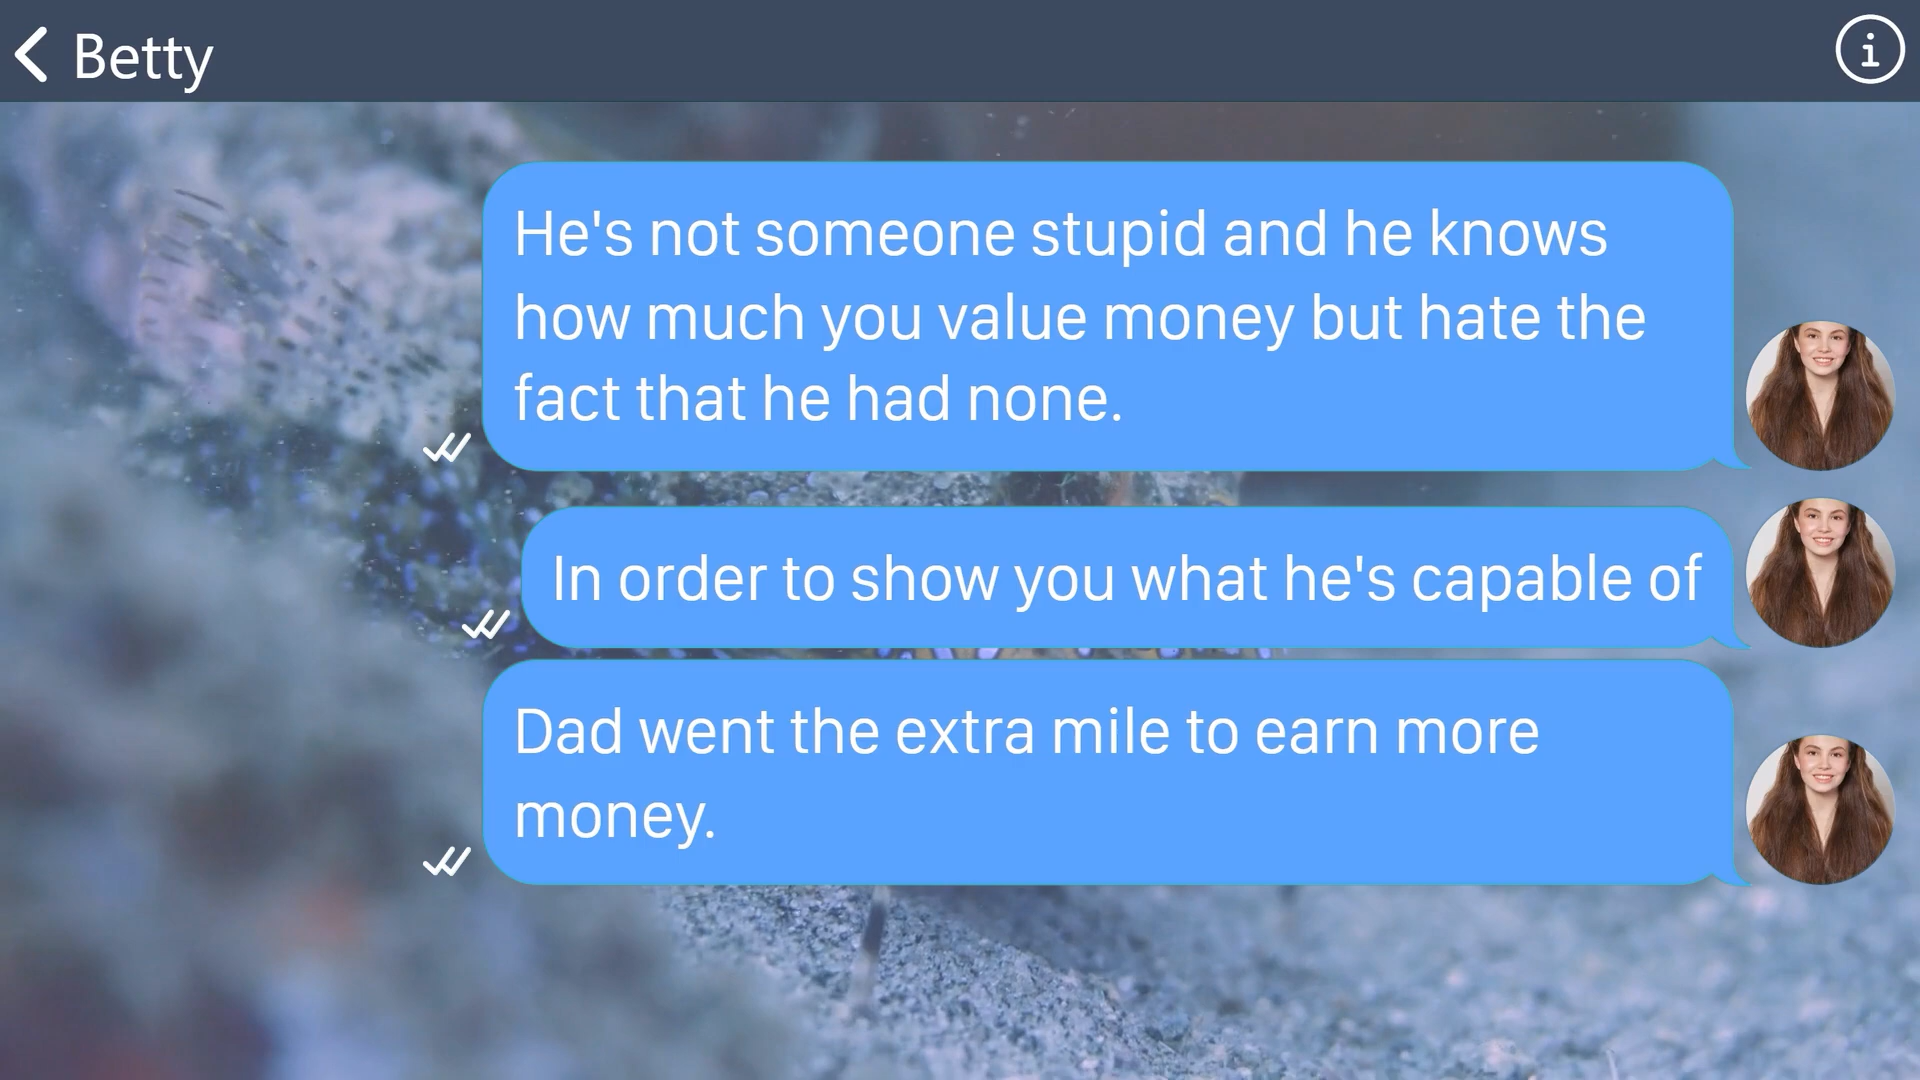 Betty
He's not someone stupid and he knows
how much you value money but hate the
fact that he had none.
In order to show you what he's capable of
Dad went the extra mile to earn more
money.